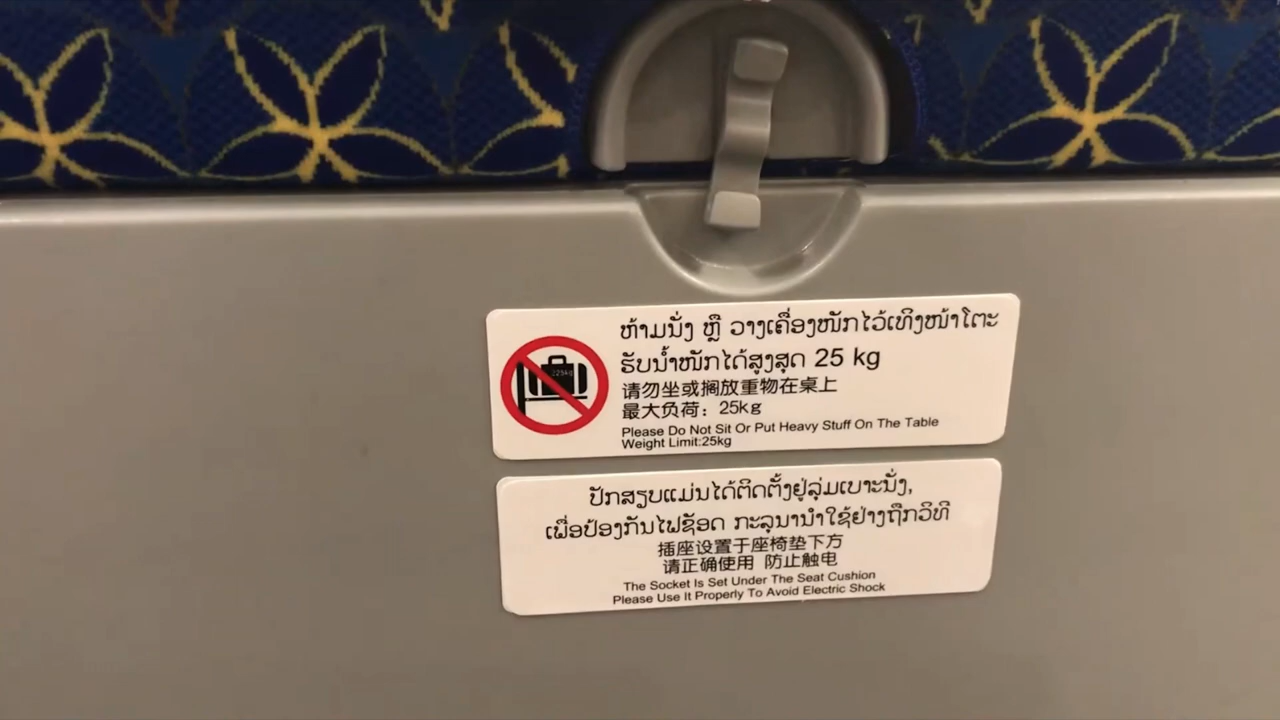 ຫ້າມນັ່ງ ຫຼື ວາງເຄື່ອງໜັກໄວ້ເທິງໜ້າໂຕະ
ຮັບນ້ຳໜັກໄດ້ສູງສຸດ 25 kg
请勿坐或搁放重物在桌上
最大负荷：25kg
Please Do Not Sit Or Put Heavy Stuff On The Table
Weight Limit:25kg
ປັກສຽບແມ່ນໄດ້ຕິດຕັ້ງຢູ່ລຸ່ມເບາະນັ່ງ,
ເພື່ອປ້ອງກັນໄຟຊັອດ ກະລຸນານຳໃຊ້ຢ່າງຖືກວິທີ
插座设置于座椅垫下方
请正确使用 防止触电
The Socket Is Set Under The Seat Cushion
Please Use It Properly To Avoid Electric Shock